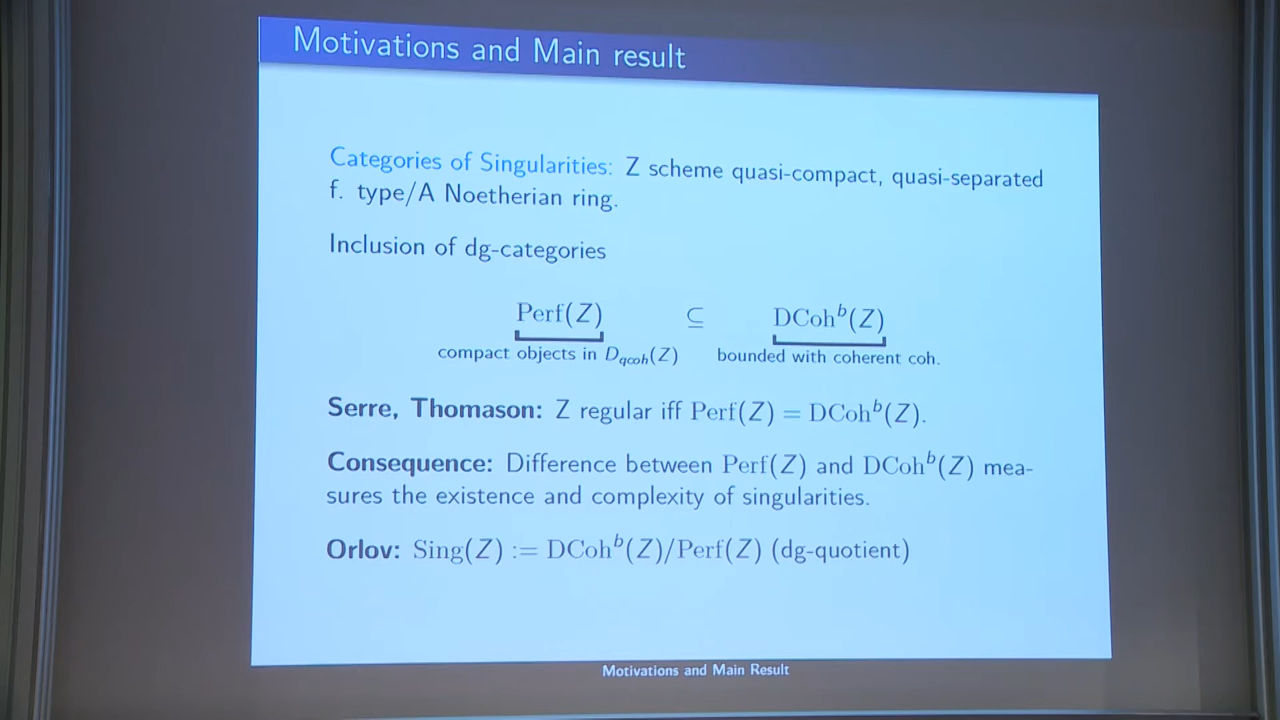 Motivations and Main result
Categories of Singularities: Z scheme quasi-compact, quasi-separated
f. type/A Noetherian ring.
Inclusion of dg-categories
Perf(Z) ⊆ DCoh^b(Z)
compact objects in D_qcoh(Z) bounded with coherent coh.
Serre, Thomason: Z regular iff Perf(Z) = DCoh^b(Z).
Consequence: Difference between Perf(Z) and DCoh^b(Z) mea-
sures the existence and complexity of singularities.
Orlov: Sing(Z) := DCoh^b(Z)/Perf(Z) (dg-quotient)
Motivations and Main Result